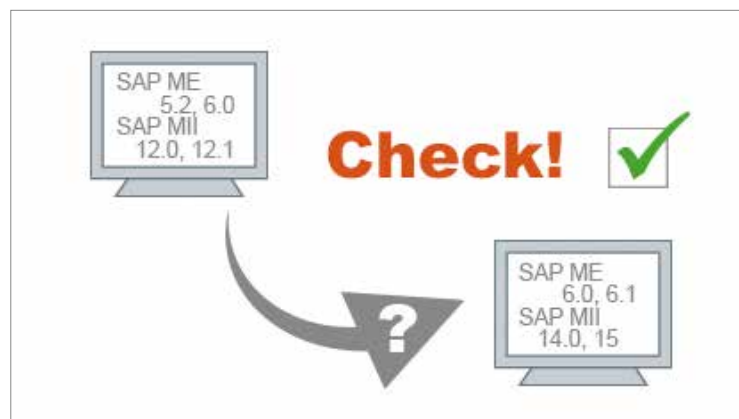 SAP ME
5.2, 6.0
SAP MII
12.0, 12.1
Check!
?
SAP ME
6.0, 6.1
SAP MII
14.0, 15